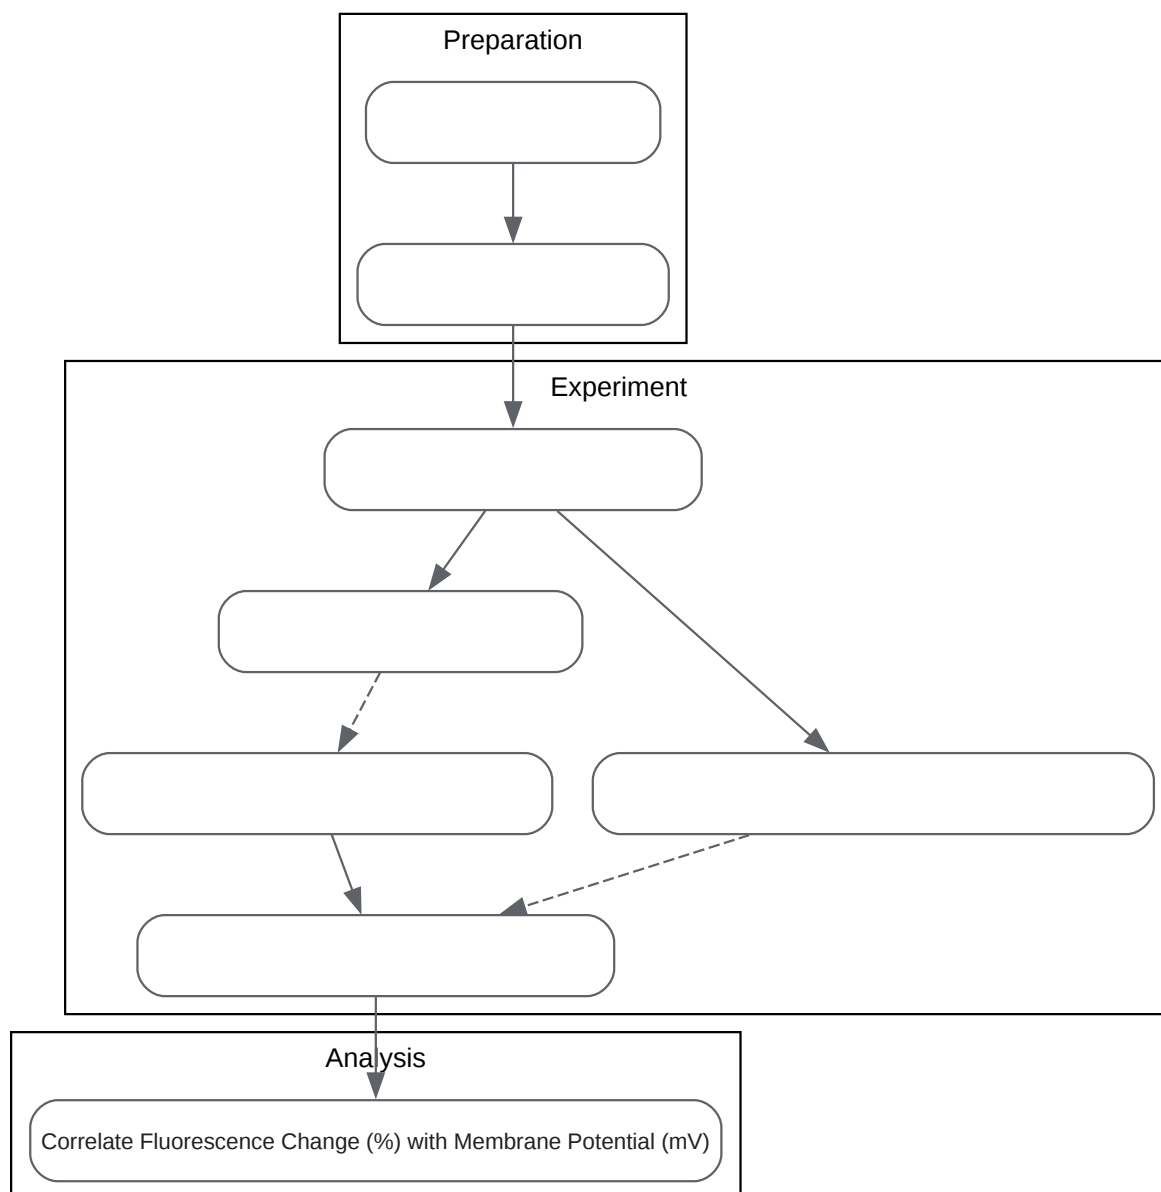 Preparation
Experiment
Analysis
Correlate Fluorescence Change (%) with Membrane Potential (mV)